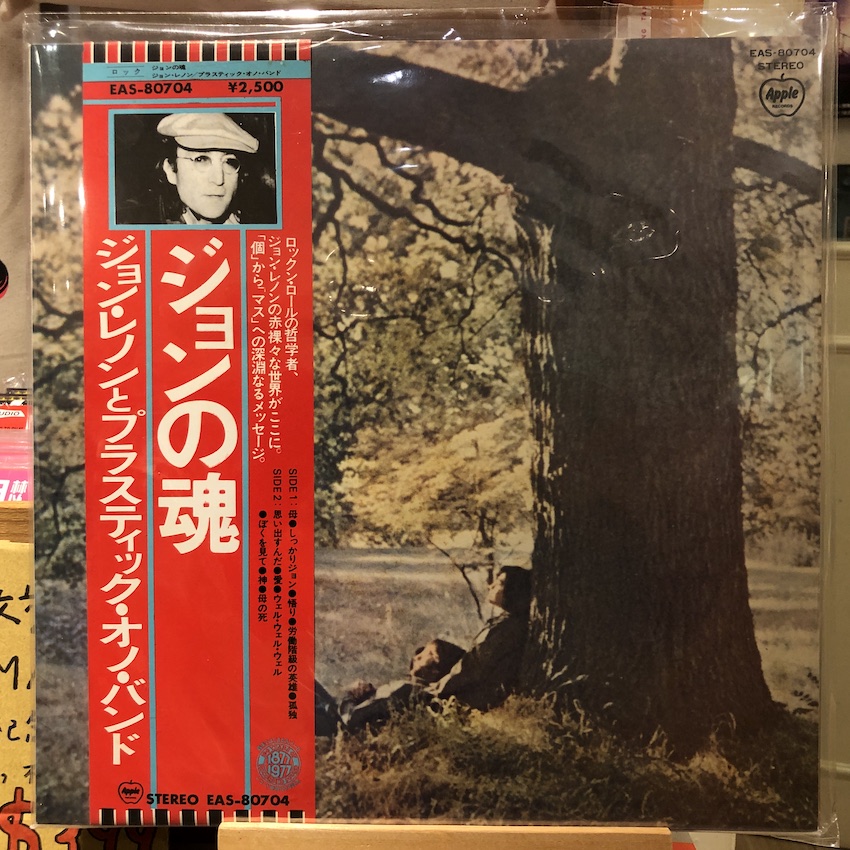 ロック
ジョンの魂
ジョン・レノン/プラスティック・オノ・バンド
EAS-80704 ¥2,500
ロックン・ロールの哲学者、
ジョン・レノンの赤裸々な世界がここに。
「個」から「マス」への深淵なるメッセージ。
ジョンの魂
ジョン・レノンとプラスティック・オノ・バンド
SIDE1:母●しっかりジョン●悟り●労働階級の英雄●孤独
SIDE2:思い出すんだ●愛●ウェル・ウェル・ウェル
●ぼくを見て●神●母の死
1877
1977
Apple
STEREO EAS-80704
EAS-80704
STEREO
Apple
RECORDS